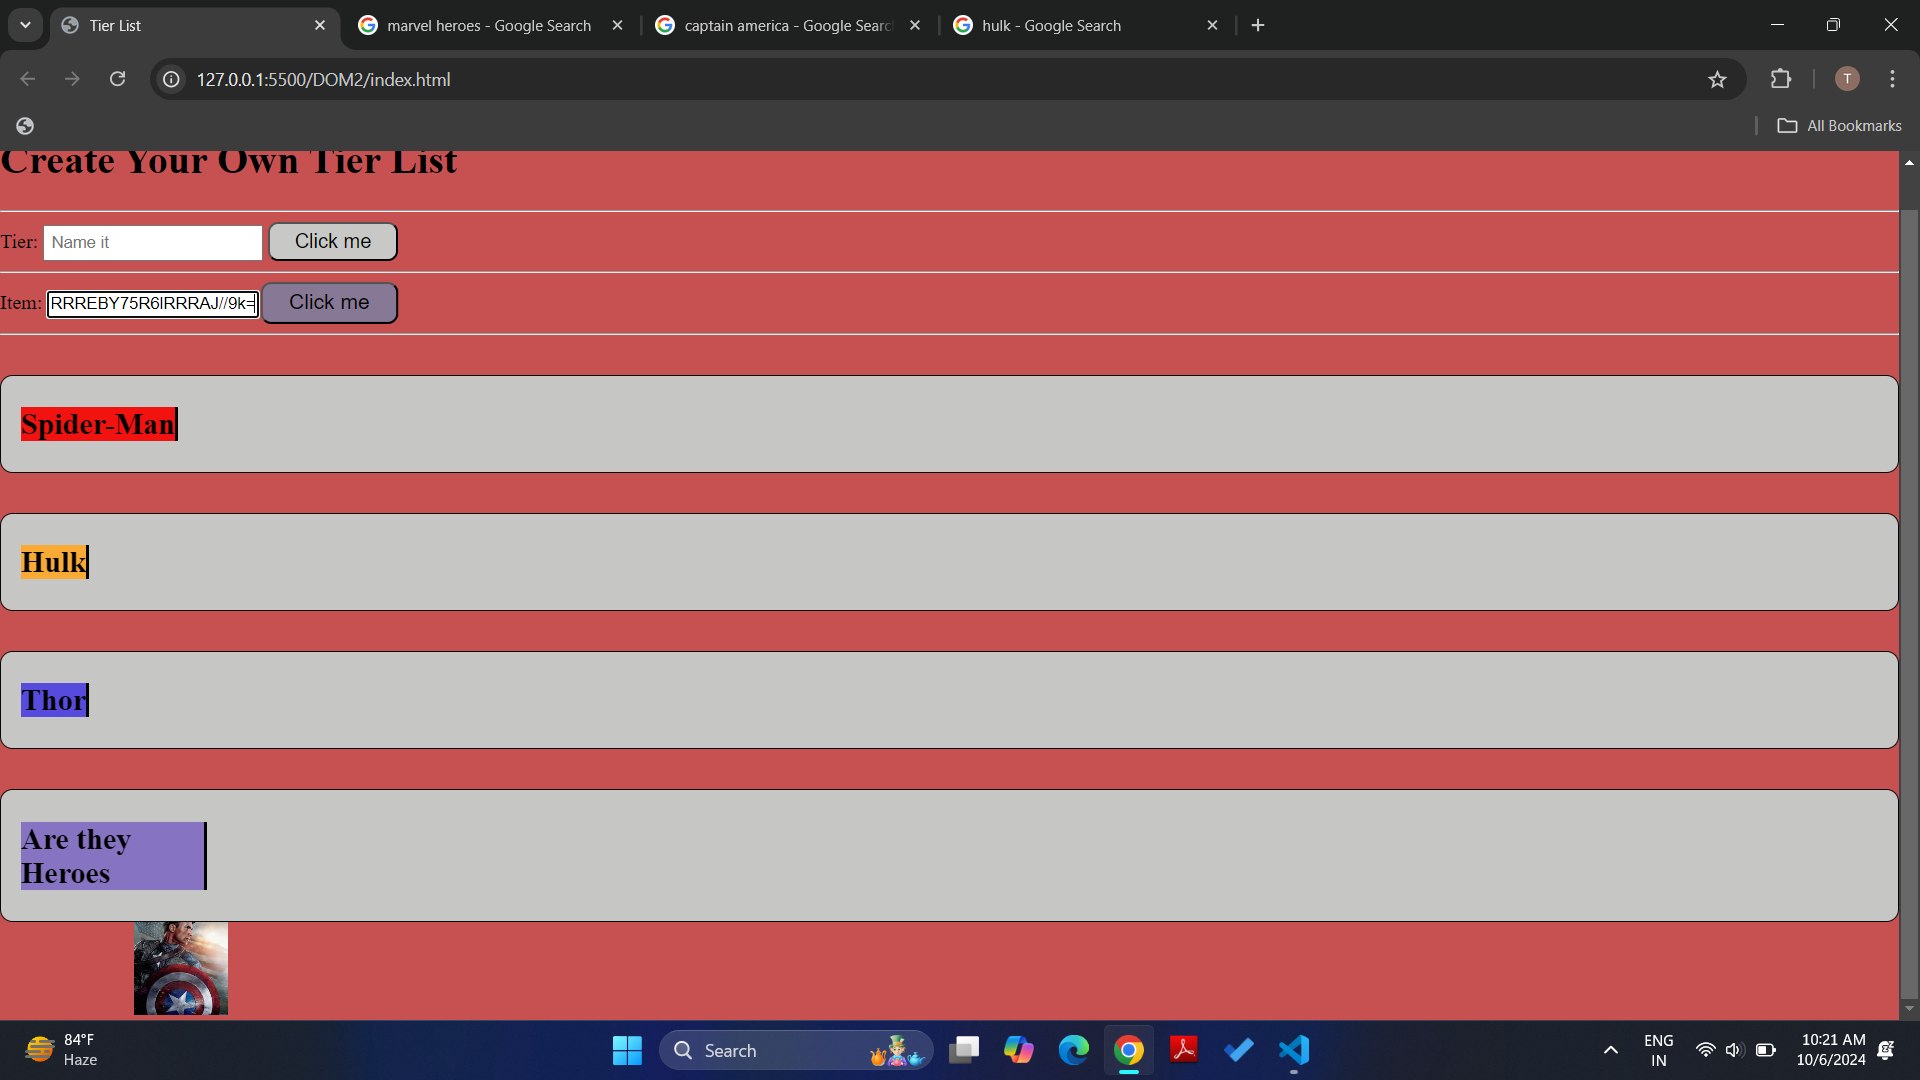 Tier List
marvel heroes - Google Search
captain america - Google Searc
hulk - Google Search
127.0.0.1:5500/DOM2/index.html
T
All Bookmarks
Create Your Own Tier List
Tier: Name it Click me
Item: RRREBY75R6lRRRAJ//9k= Click me
Spider-Man
Hulk
Thor
Are they
Heroes
84°F
Haze
Search
ENG
IN
10:21 AM
10/6/2024